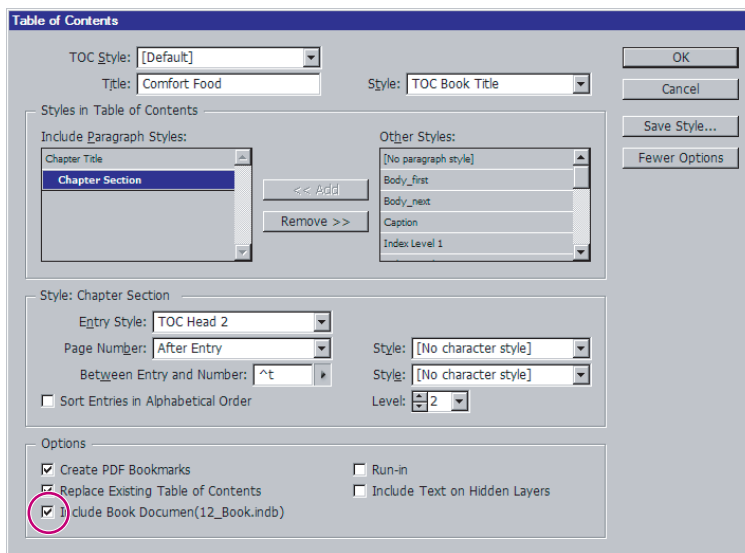 Table of Contents
TOC Style: [Default]
OK
Title: Comfort Food
Style: TOC Book Title
Cancel
Styles in Table of Contents
Save Style...
Include Paragraph Styles:
Other Styles:
Fewer Options
Chapter Title
[No paragraph style]
Chapter Section
Body_first
<< Add
Body_next
Remove >>
Caption
Index Level 1
Style: Chapter Section
Entry Style: TOC Head 2
Page Number: After Entry
Style: [No character style]
Between Entry and Number: ^t
Style: [No character style]
Sort Entries in Alphabetical Order
Level: 2
Options
Create PDF Bookmarks
Run-in
Replace Existing Table of Contents
Include Text on Hidden Layers
Include Book Documen(12_Book.indb)